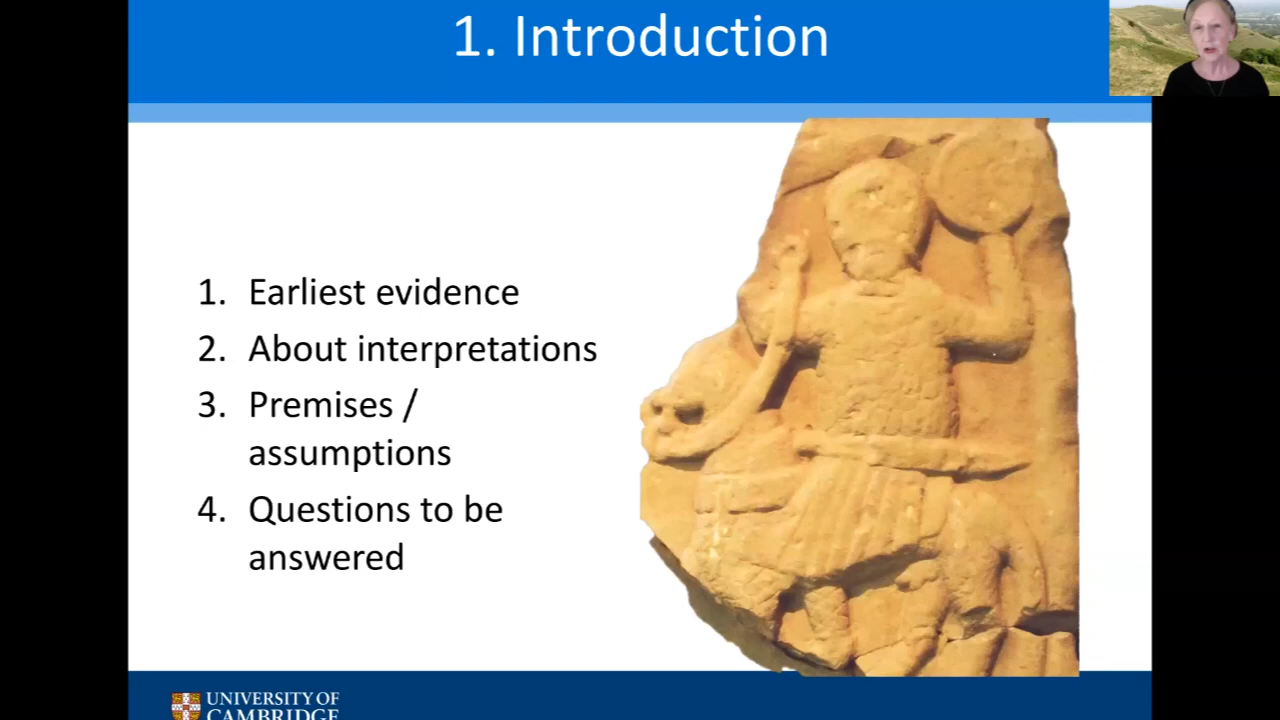 1. Introduction
1. Earliest evidence
2. About interpretations
3. Premises /
assumptions
4. Questions to be
answered
UNIVERSITY OF
CAMBRIDGE